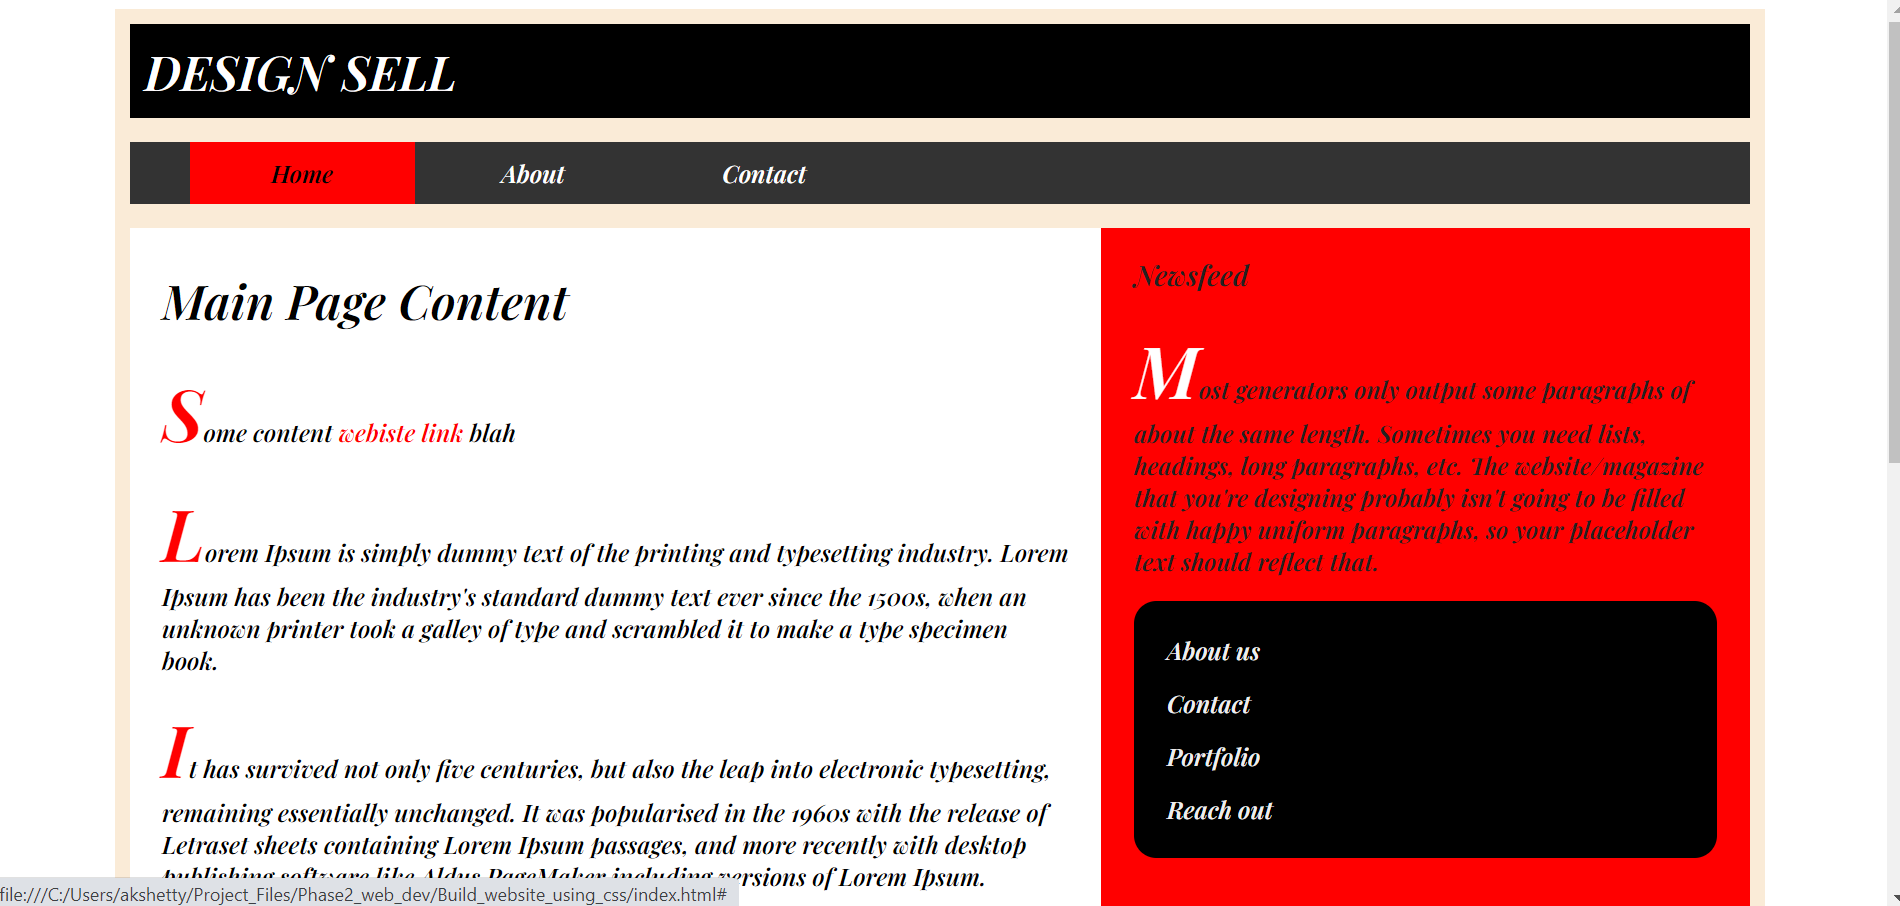 DESIGN SELL
Home About Contact
Main Page Content
Some content webiste link blah
Lorem Ipsum is simply dummy text of the printing and typesetting industry. Lorem
Ipsum has been the industry's standard dummy text ever since the 1500s, when an
unknown printer took a galley of type and scrambled it to make a type specimen
book.
It has survived not only five centuries, but also the leap into electronic typesetting,
remaining essentially unchanged. It was popularised in the 1960s with the release of
Letraset sheets containing Lorem Ipsum passages, and more recently with desktop
publishing software like Aldus PageMaker including versions of Lorem Ipsum.
Newsfeed
Most generators only output some paragraphs of
about the same length. Sometimes you need lists,
headings, long paragraphs, etc. The website/magazine
that you're designing probably isn't going to be filled
with happy uniform paragraphs, so your placeholder
text should reflect that.
About us
Contact
Portfolio
Reach out
file:///C:/Users/akshetty/Project_Files/Phase2_web_dev/Build_website_using_css/index.html#